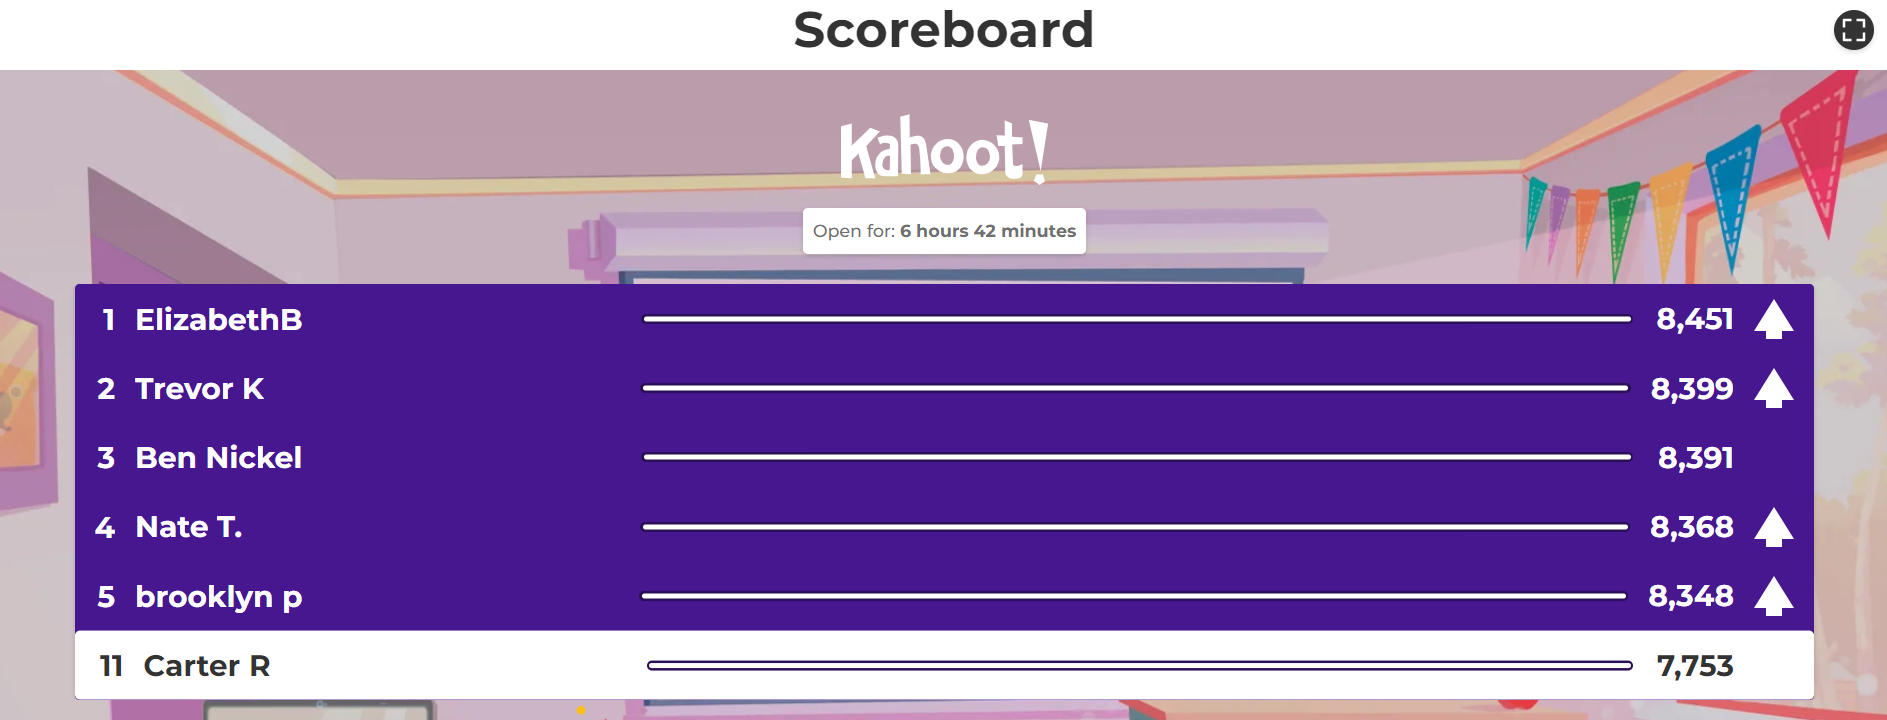 Scoreboard
Kahoot!
Open for: 6 hours 42 minutes
1 ElizabethB 8,451
2 Trevor K 8,399
3 Ben Nickel 8,391
4 Nate T. 8,368
5 brooklyn p 8,348
11 Carter R 7,753